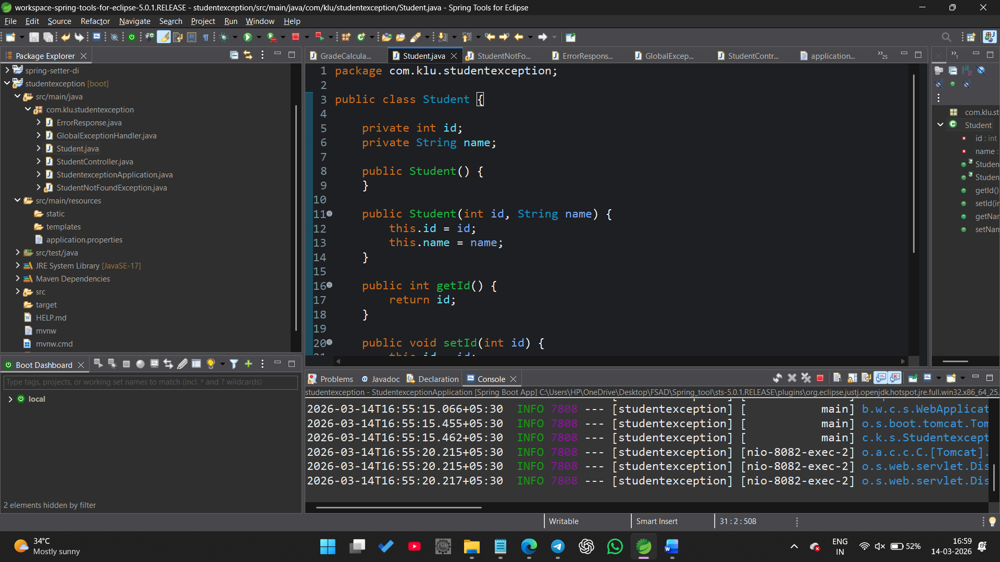 workspace-spring-tools-for-eclipse-5.0.1.RELEASE - studentexception/src/main/java/com/klu/studentexception/Student.java - Spring Tools for Eclipse
File Edit Source Refactor Navigate Search Project Run Window Help
Package Explorer
spring-setter-di
studentexception [boot]
src/main/java
com.klu.studentexception
ErrorResponse.java
GlobalExceptionHandler.java
Student.java
StudentController.java
StudentexceptionApplication.java
StudentNotFoundException.java
src/main/resources
static
templates
application.properties
src/test/java
JRE System Library [JavaSE-17]
Maven Dependencies
src
target
HELP.md
mvnw
mvnw.cmd
Boot Dashboard
Type tags, projects, or working set names to match (incl. * and ? wildcards)
local
2 elements hidden by filter
GradeCalcula... Student.java StudentNotFo... ErrorRespons... GlobalExcep... StudentContr... application... »25
1 package com.klu.studentexception;
2
3 public class Student {
4
5 private int id;
6 private String name;
7
8 public Student() {
9 }
10
11 public Student(int id, String name) {
12 this.id = id;
13 this.name = name;
14 }
15
16 public int getId() {
17 return id;
18 }
19
20 public void setId(int id) {
»1
com.klu.st
Student
id : int
name :
Studen
Studen
getId()
setId(ir
getNar
setNam
Problems @ Javadoc Declaration Console
studentexception - StudentexceptionApplication [Spring Boot App] C:\Users\HP\OneDrive\Desktop\FSAD\Spring_tool\sts-5.0.1.RELEASE\plugins\org.eclipse.justj.openjdk.hotspot.jre.full.win32.x86_64_25.
2026-03-14T16:55:15.066+05:30 INFO 7808 --- [studentexception] [ main] b.w.c.s.WebApplicat
2026-03-14T16:55:15.455+05:30 INFO 7808 --- [studentexception] [ main] o.s.boot.tomcat.Tom
2026-03-14T16:55:15.462+05:30 INFO 7808 --- [studentexception] [ main] c.k.s.Studentexcept
2026-03-14T16:55:20.215+05:30 INFO 7808 --- [studentexception] [nio-8082-exec-2] o.a.c.c.C.[Tomcat].
2026-03-14T16:55:20.215+05:30 INFO 7808 --- [studentexception] [nio-8082-exec-2] o.s.web.servlet.Dis
2026-03-14T16:55:20.217+05:30 INFO 7808 --- [studentexception] [nio-8082-exec-2] o.s.web.servlet.Dis
Writable Smart Insert 31 : 2 : 508
34°C
Mostly sunny
ENG
IN
52%
16:59
14-03-2026